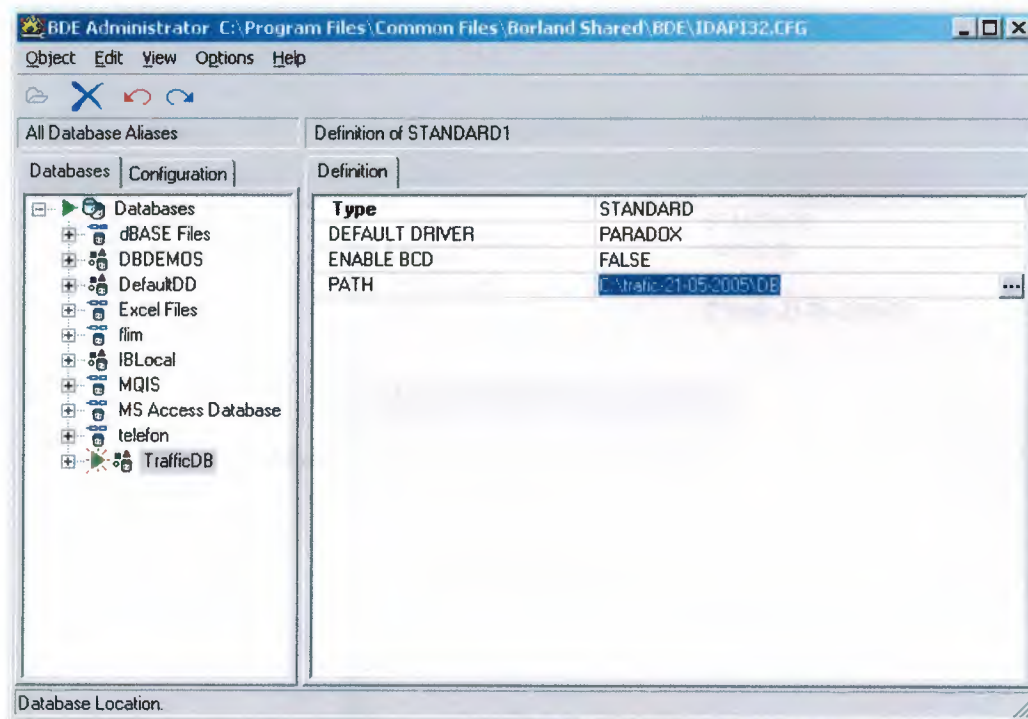 BDE Administrator C:\Program Files\Common Files\Borland Shared\BDE\IDAPI32.CFG
Object Edit View Options Help
All Database Aliases
Definition of STANDARD1
Databases
Configuration
Definition
Databases
dBASE Files
DBDEMOS
DefaultDD
Excel Files
flim
IBLocal
MQIS
MS Access Database
telefon
TrafficDB
Type STANDARD
DEFAULT DRIVER PARADOX
ENABLE BCD FALSE
PATH C:\trafic-21-05-2005\DB
...
Database Location.